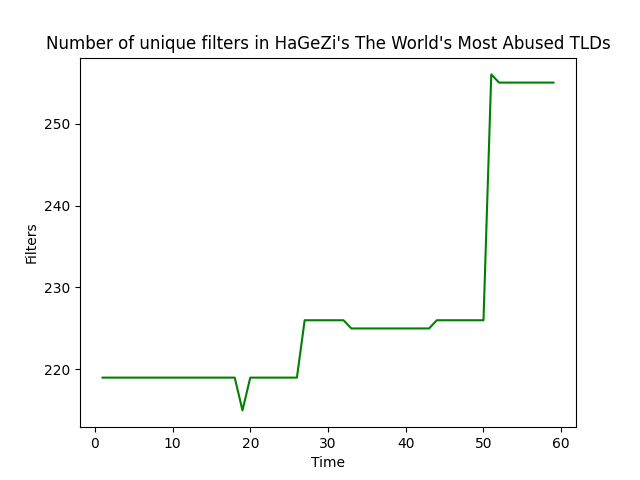 Number of unique filters in HaGeZi's The World's Most Abused TLDs
250
240
230
220
Filters
0 10 20 30 40 50 60
Time